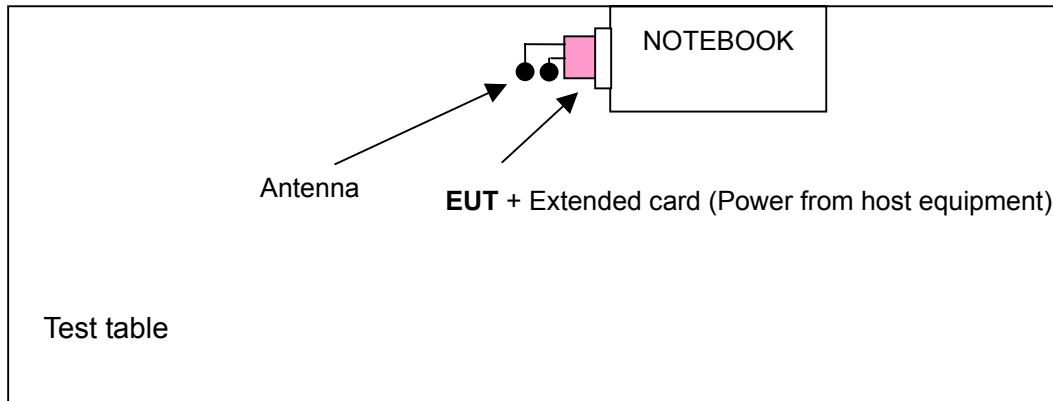 NOTEBOOK
Antenna
EUT + Extended card (Power from host equipment)
Test table